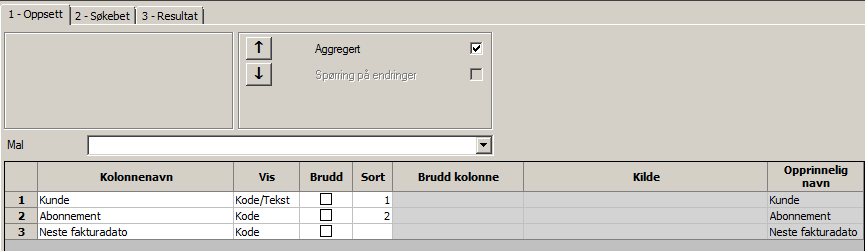 1 - Oppsett 2 - Søkebet 3 - Resultat
↑ Aggregert
↓ Spørring på endringer
Mal
Kolonnenavn Vis Brudd Sort Brudd kolonne Kilde Opprinnelig navn
1 Kunde Kode/Tekst 1 Kunde
2 Abonnement Kode 2 Abonnement
3 Neste fakturadato Kode Neste fakturadato